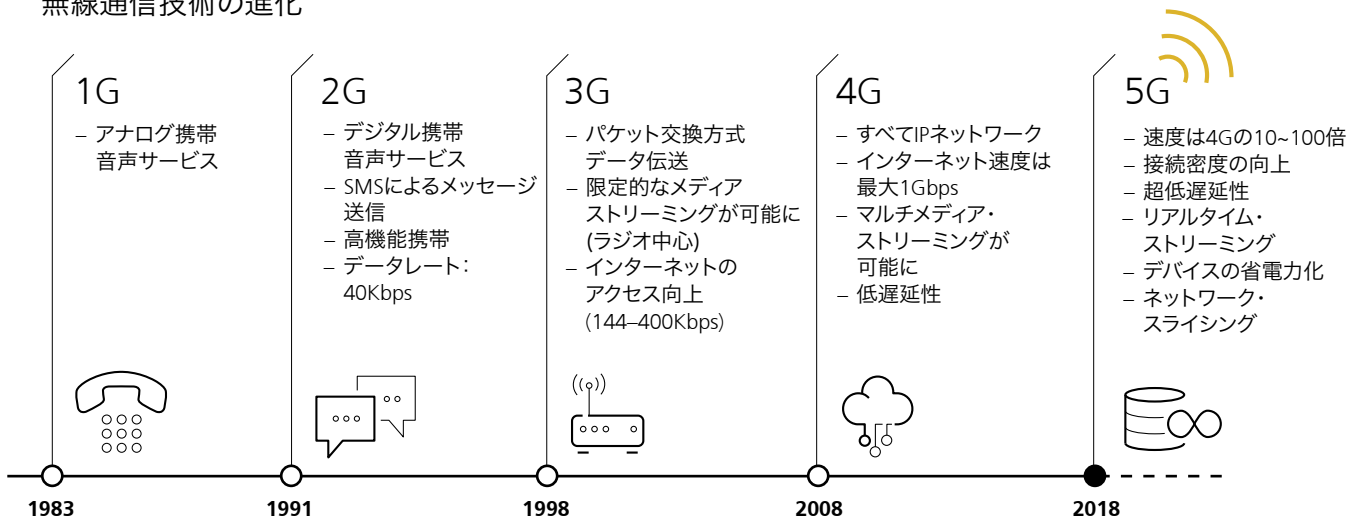 無線通信技術の進化
1G
– アナログ携帯
音声サービス
2G
– デジタル携帯
音声サービス
– SMSによるメッセージ
送信
– 高機能携帯
– データレート：
40Kbps
3G
– パケット交換方式
データ伝送
– 限定的なメディア
ストリーミングが可能に
(ラジオ中心)
– インターネットの
アクセス向上
(144–400Kbps)
4G
– すべてIPネットワーク
– インターネット速度は
最大1Gbps
– マルチメディア・
ストリーミングが
可能に
– 低遅延性
5G
– 速度は4Gの10~100倍
– 接続密度の向上
– 超低遅延性
– リアルタイム・
ストリーミング
– デバイスの省電力化
– ネットワーク・
スライシング
1983
1991
1998
2008
2018